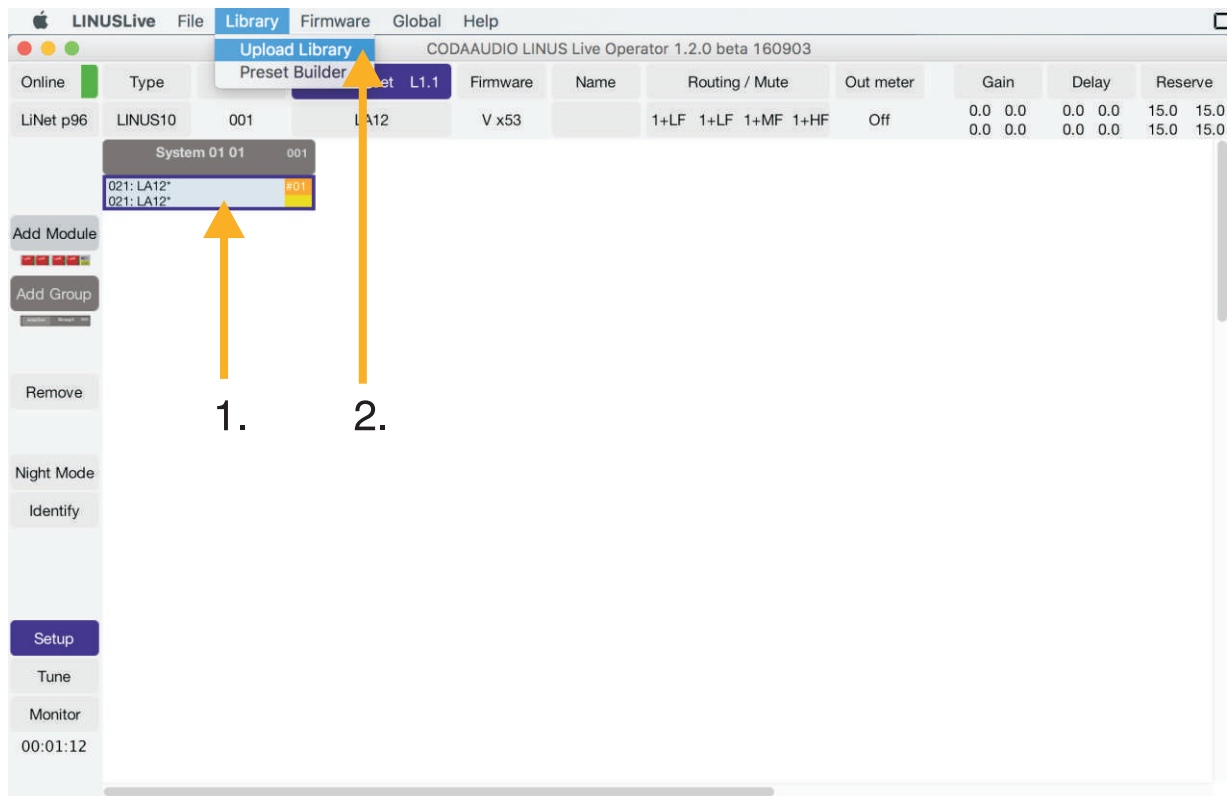 LINUSLive File Library Firmware Global Help
Upload Library
CODAAUDIO LINUS Live Operator 1.2.0 beta 160903
Preset Builder
Online Type et L1.1 Firmware Name Routing / Mute Out meter Gain Delay Reserve
LiNet p96 LINUS10 001 LA12 V x53 1+LF 1+LF 1+MF 1+HF Off 0.0 0.0 0.0 0.0 15.0 15.0
0.0 0.0 0.0 0.0 15.0 15.0
System 01 01 001
021: LA12* #01
021: LA12*
Add Module
Add Group
Remove
1. 2.
Night Mode
Identify
Setup
Tune
Monitor
00:01:12